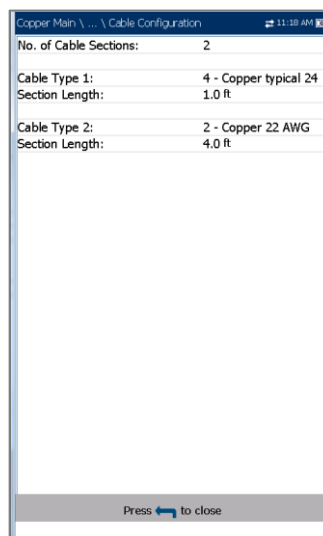 Copper Main \ ... \ Cable Configuration 11:18 AM
No. of Cable Sections: 2
Cable Type 1: 4 - Copper typical 24
Section Length: 1.0 ft
Cable Type 2: 2 - Copper 22 AWG
Section Length: 4.0 ft
Press to close